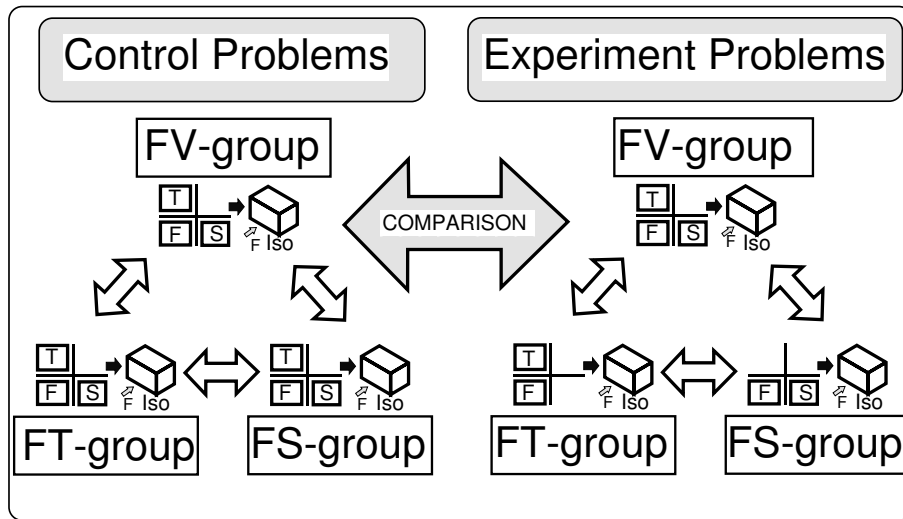 Control Problems
Experiment Problems
FV-group
FV-group
T
F S
F Iso
COMPARISON
T
F S
F Iso
T
F S
F Iso
T
F S
F Iso
T
F
F Iso
F S
F Iso
FT-group
FS-group
FT-group
FS-group